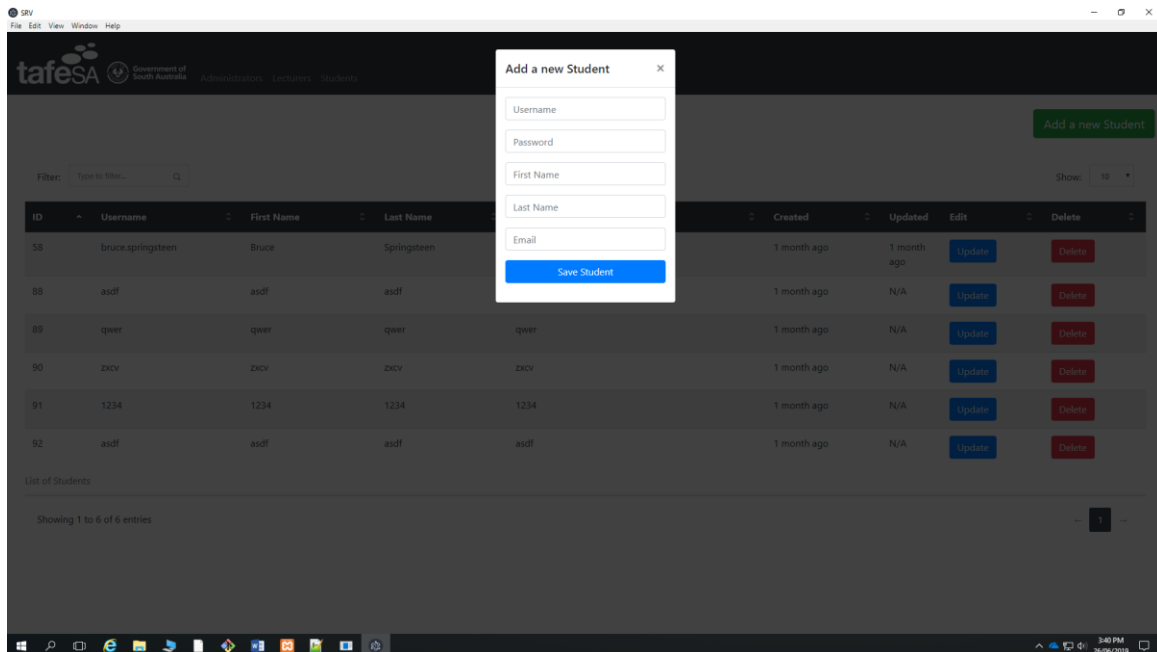 SRV
File Edit View Window Help
tafeSA Government of South Australia Administrators Lecturers Students
Add a new Student ×
Username
Password
First Name
Last Name
Email
Save Student
Add a new Student
Filter: Type to filter... Show: 10
ID Username First Name Last Name Created Updated Edit Delete
58 bruce.springsteen Bruce Springsteen 1 month ago 1 month ago Update Delete
88 asdf asdf asdf 1 month ago N/A Update Delete
89 qwer qwer qwer qwer 1 month ago N/A Update Delete
90 zxcv zxcv zxcv zxcv 1 month ago N/A Update Delete
91 1234 1234 1234 1234 1 month ago N/A Update Delete
92 asdf asdf asdf asdf 1 month ago N/A Update Delete
List of Students
Showing 1 to 6 of 6 entries 1
3:40 PM
26/06/2019